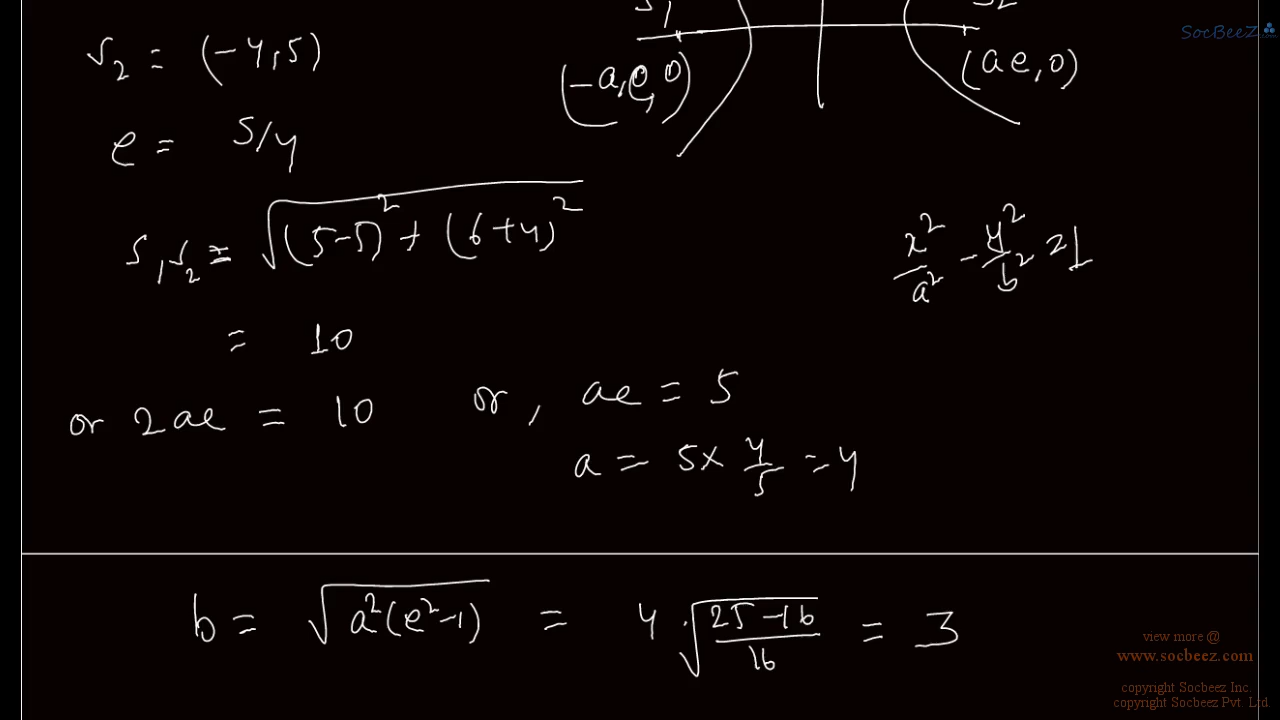 S₁ S₂
SocBeeZ
S₂ = (-4,5)
(-a,e,0) (ae,0)
e = 5/4
S₁S₂ = √((5-5)² + (6+4)²)
x²/a² - y²/b² = 1
= 10
or 2ae = 10 or, ae = 5
a = 5 × 4/5 = 4
b = √(a²(e²-1)) = 4√((25-16)/16) = 3
view more @
www.socbeez.com
copyright Socbeez Inc.
copyright Socbeez Pvt. Ltd.